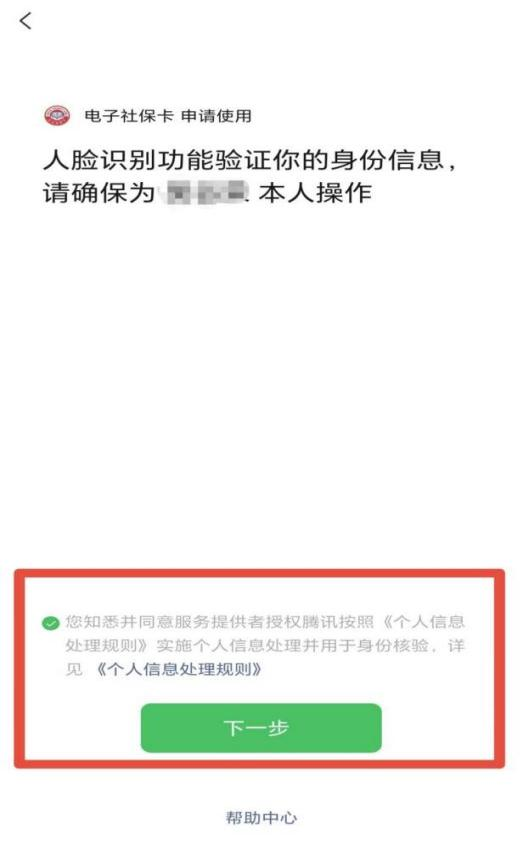 电子社保卡 申请使用
人脸识别功能验证你的身份信息，
请确保为 本人操作
您知悉并同意服务提供者授权腾讯按照《个人信息
处理规则》实施个人信息处理并用于身份核验，详
见 《个人信息处理规则》
下一步
帮助中心